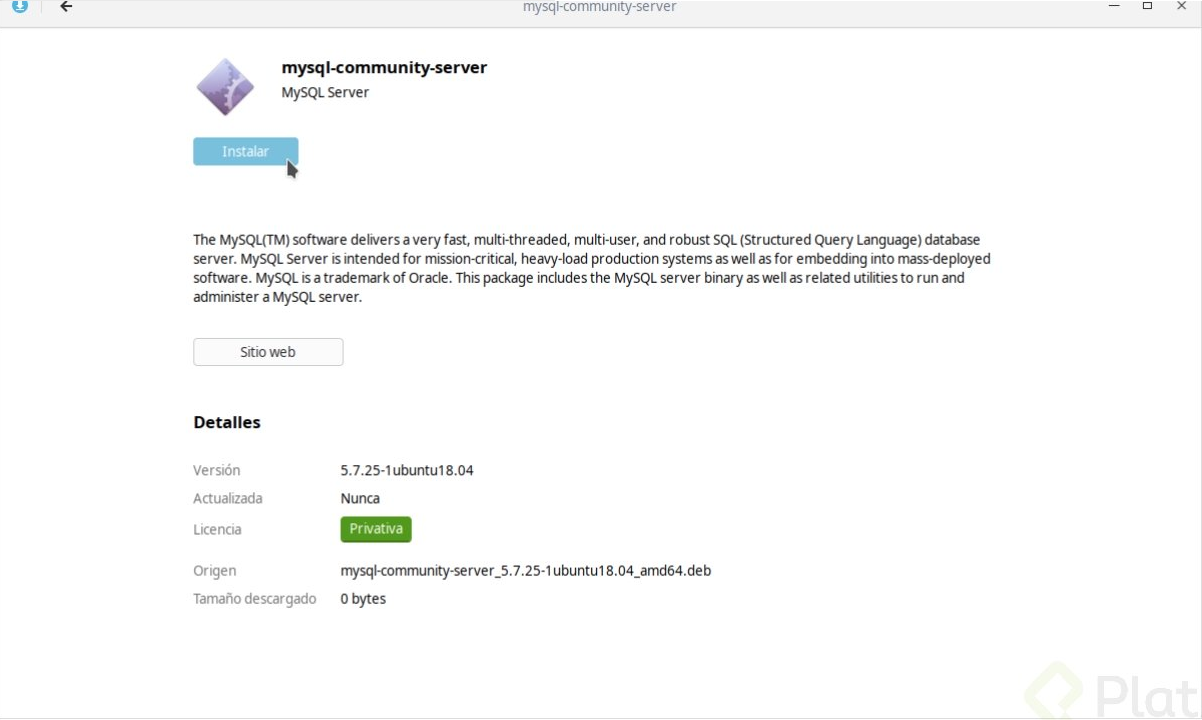 mysql-community-server
mysql-community-server
MySQL Server
Instalar
The MySQL(TM) software delivers a very fast, multi-threaded, multi-user, and robust SQL (Structured Query Language) database
server. MySQL Server is intended for mission-critical, heavy-load production systems as well as for embedding into mass-deployed
software. MySQL is a trademark of Oracle. This package includes the MySQL server binary as well as related utilities to run and
administer a MySQL server.
Sitio web
Detalles
Versión 5.7.25-1ubuntu18.04
Actualizada Nunca
Licencia Privativa
Origen mysql-community-server_5.7.25-1ubuntu18.04_amd64.deb
Tamaño descargado 0 bytes
Plat